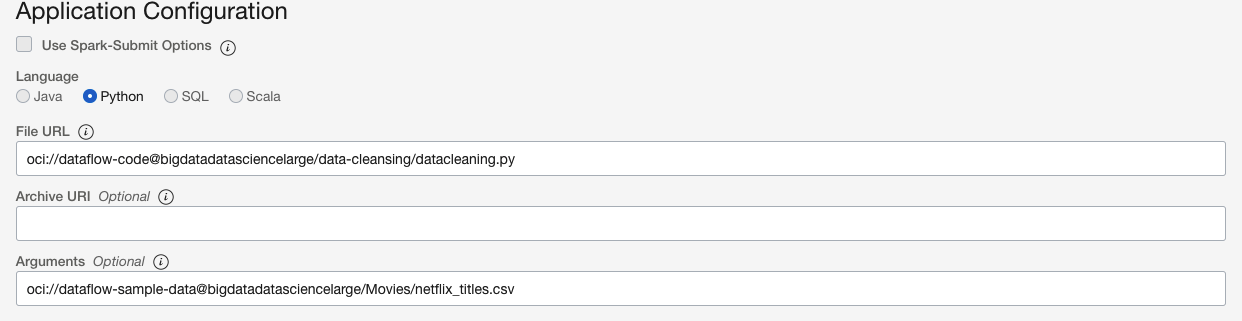 Application Configuration
Use Spark-Submit Options i
Language
Java Python SQL Scala
File URL i
oci://dataflow-code@bigdatadatasciencelarge/data-cleansing/datacleaning.py
Archive URI Optional i
Arguments Optional i
oci://dataflow-sample-data@bigdatadatasciencelarge/Movies/netflix_titles.csv